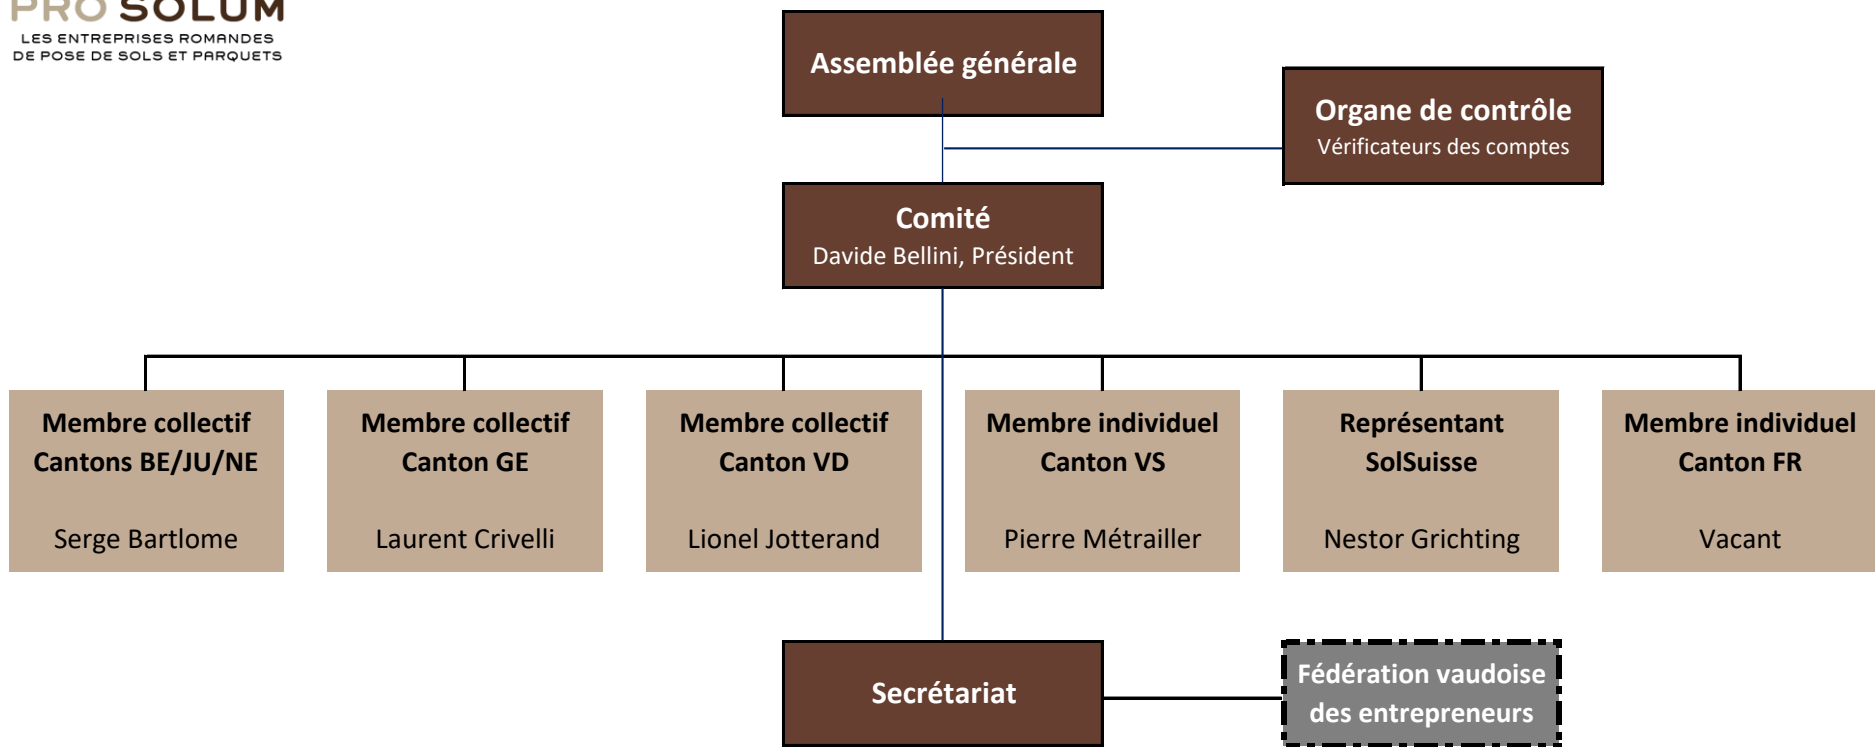 PRO SOLUM
LES ENTREPRISES ROMANDES
DE POSE DE SOLS ET PARQUETS
Assemblée générale
Organe de contrôle
Vérificateurs des comptes
Comité
Davide Bellini, Président
Membre collectif
Cantons BE/JU/NE
Serge Bartlome
Membre collectif
Canton GE
Laurent Crivelli
Membre collectif
Canton VD
Lionel Jotterand
Membre individuel
Canton VS
Pierre Métrailler
Représentant
SolSuisse
Nestor Grichting
Membre individuel
Canton FR
Vacant
Secrétariat
Fédération vaudoise
des entrepreneurs